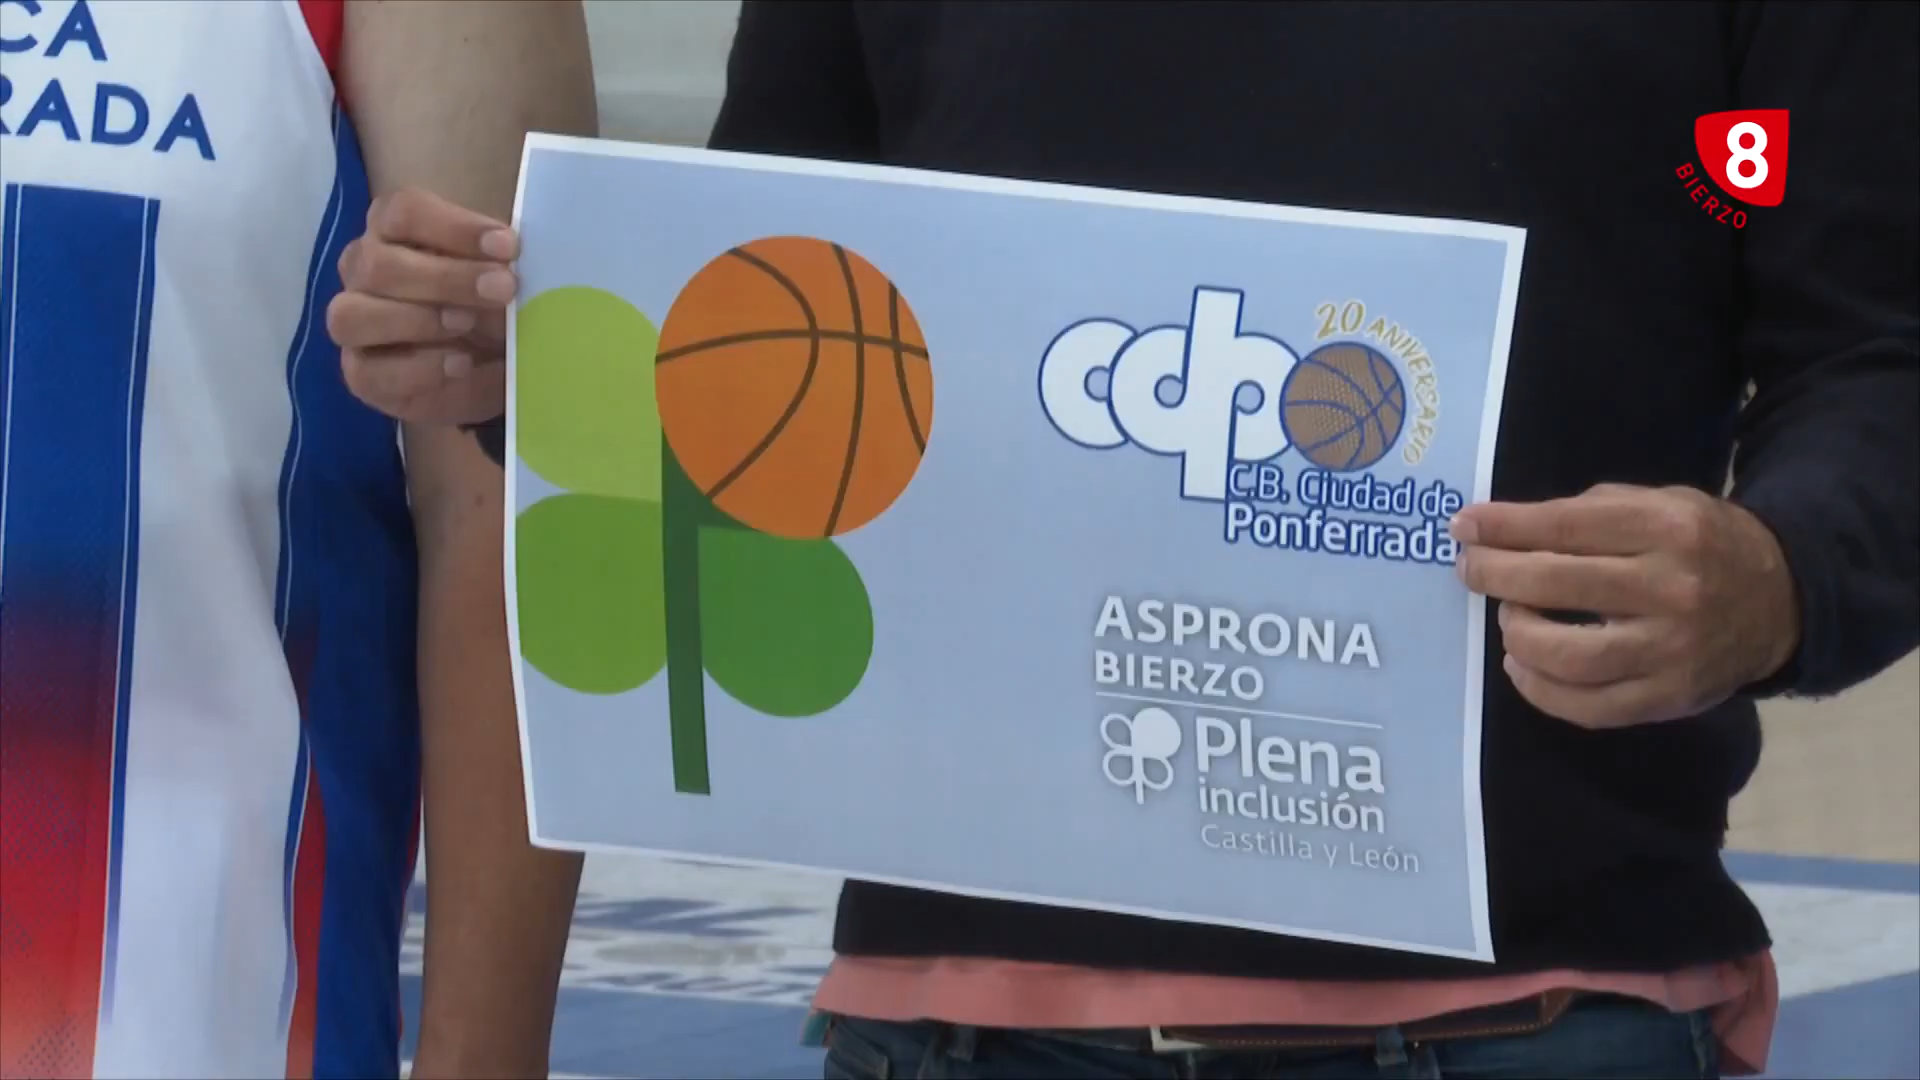 CA
RADA
8
BIERZO
cdp
20 ANIVERSARIO
C.B. Ciudad de
Ponferrada
ASPRONA
BIERZO
Plena
inclusión
Castilla y León